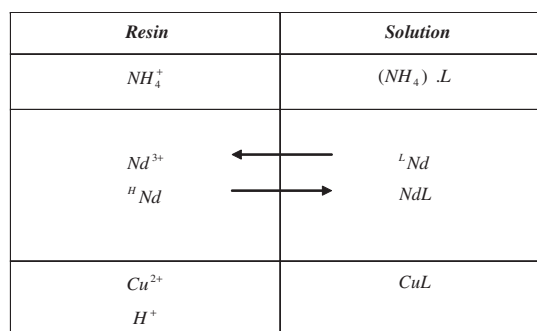 Resin Solution
NH₄⁺ (NH₄) .L
Nd³⁺ ᴸNd
ᴴNd NdL
Cu²⁺ CuL
H⁺